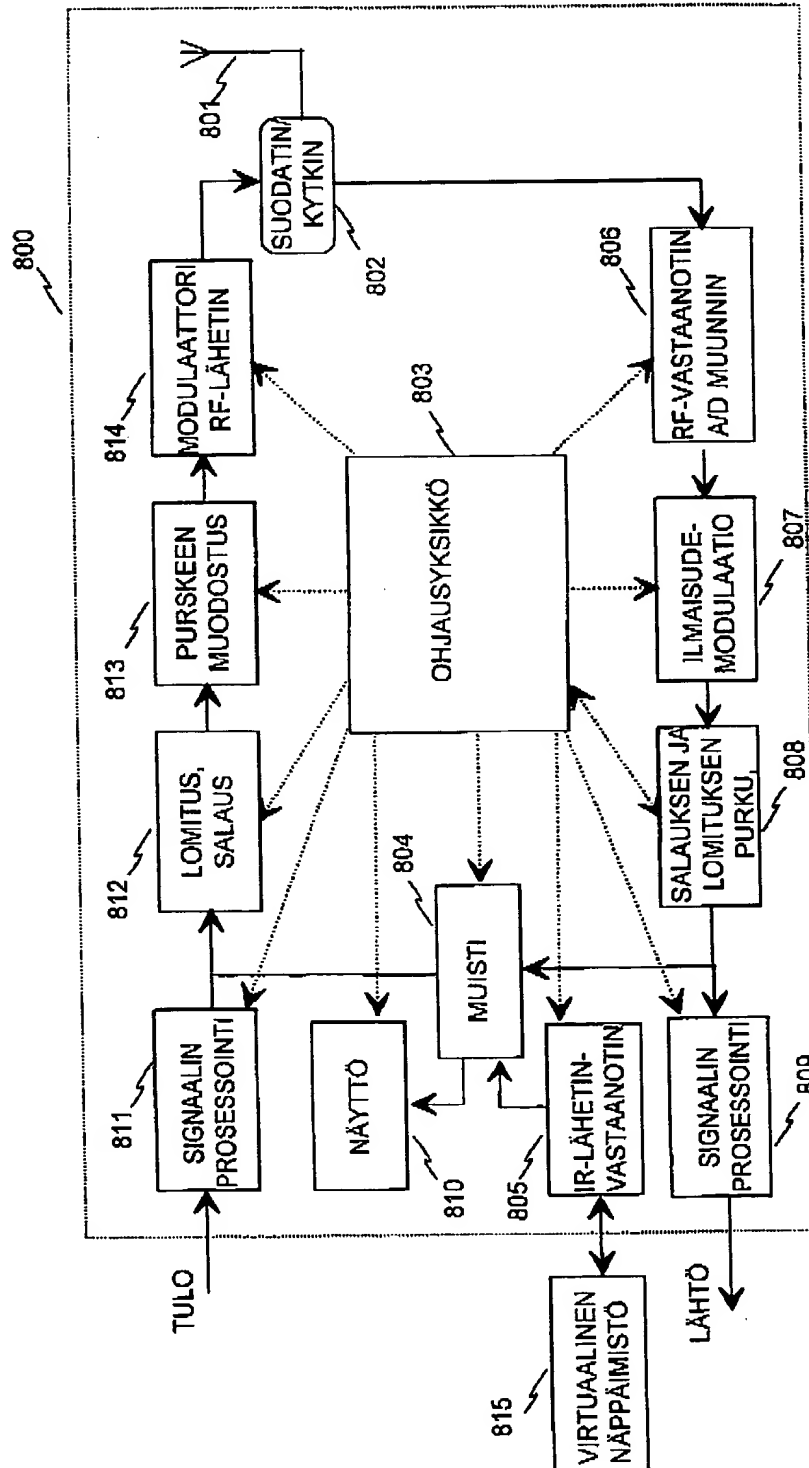 800
TULO
811
SIGNAALIN
PROSESSOINTI
812
LOMITUS,
SALAUS
813
PURSKEEN
MUODOSTUS
814
MODULAATTORI
RF-LÄHETIN
801
SUODATIN/
KYTKIN
802
NÄYTTÖ
810
804
MUISTI
803
OHJAUSYKSIKKÖ
815
VIRTUAALINEN
NÄPPÄIMISTÖ
805
IR-LÄHETIN-
VASTAANOTIN
LÄHTÖ
SIGNAALIN
PROSESSOINTI
809
SALAUKSEN JA
LOMITUKSEN
PURKU,
808
ILMAISUDE-
MODULAATIO
807
RF-VASTAANOTIN
A/D MUUNNIN
806